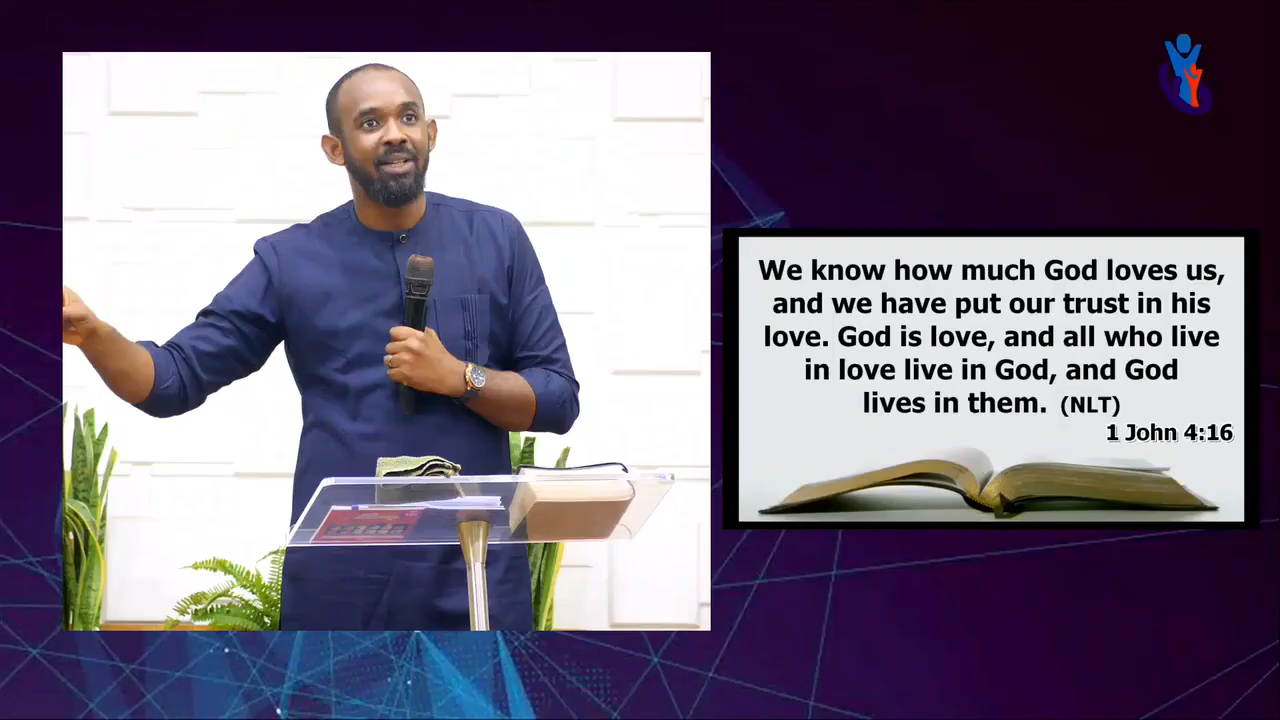 We know how much God loves us,
and we have put our trust in his
love. God is love, and all who live
in love live in God, and God
lives in them. (NLT)
1 John 4:16